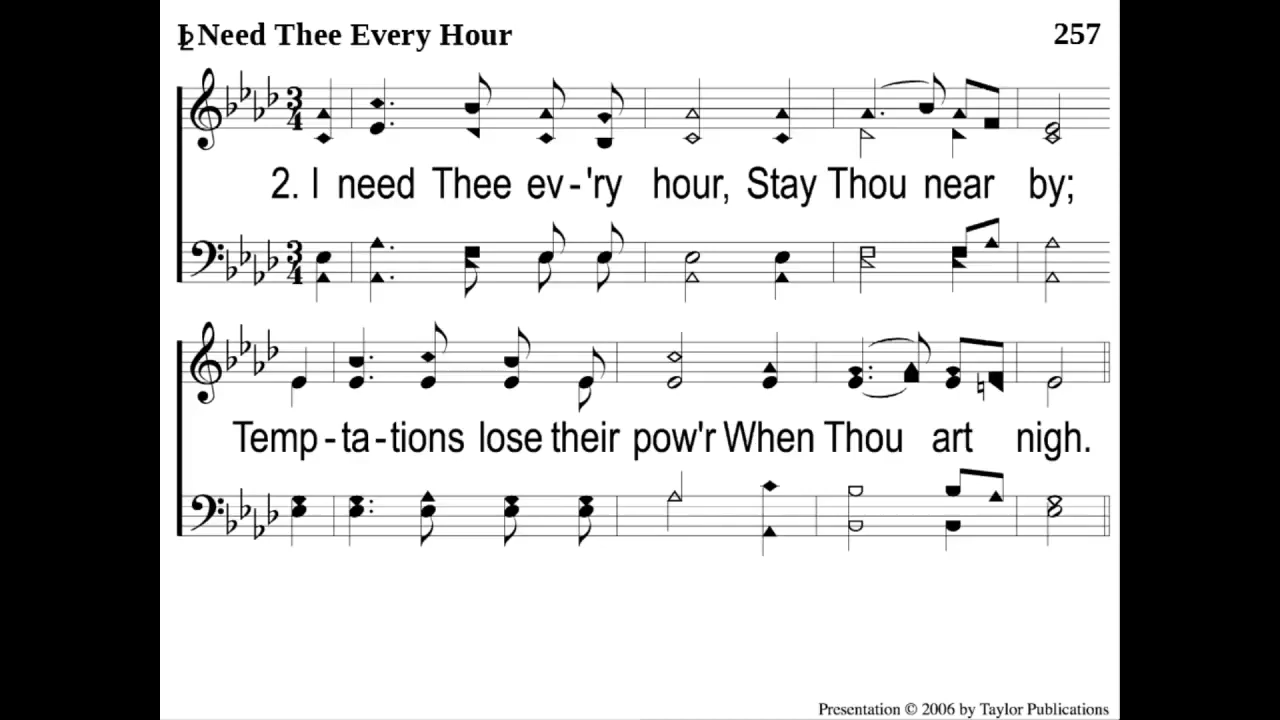 I Need Thee Every Hour
257
2. I need Thee ev-'ry hour, Stay Thou near by;
Temp-ta-tions lose their pow'r When Thou art nigh.
Presentation © 2006 by Taylor Publications